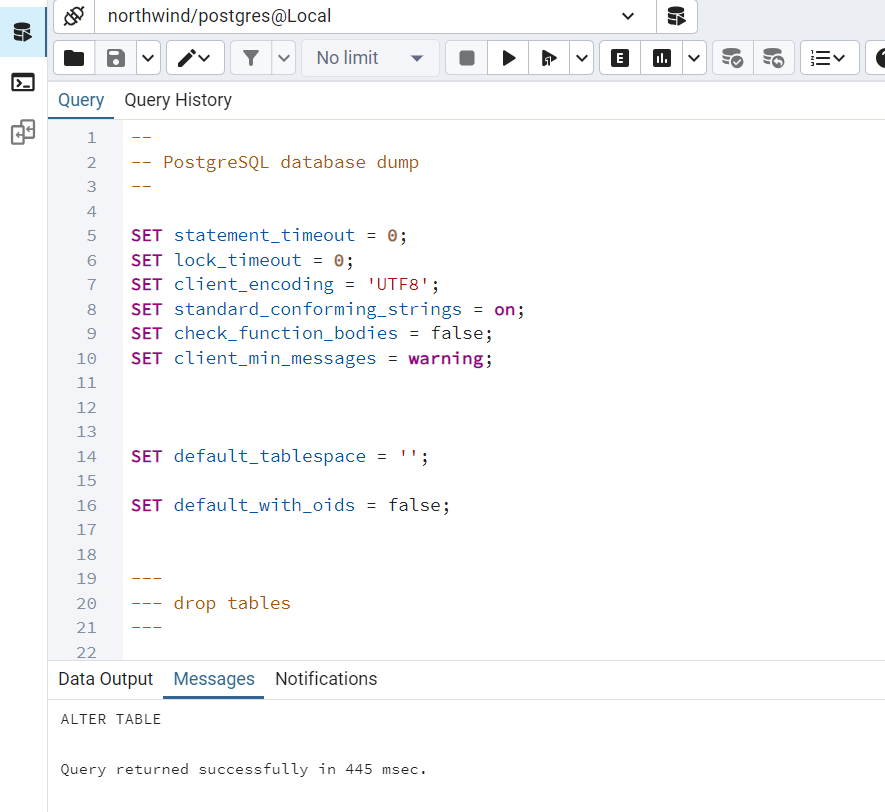 northwind/postgres@Local
No limit
E
Query Query History
1 --
2 -- PostgreSQL database dump
3 --
4
5 SET statement_timeout = 0;
6 SET lock_timeout = 0;
7 SET client_encoding = 'UTF8';
8 SET standard_conforming_strings = on;
9 SET check_function_bodies = false;
10 SET client_min_messages = warning;
11
12
13
14 SET default_tablespace = '';
15
16 SET default_with_oids = false;
17
18
19 ---
20 --- drop tables
21 ---
22
Data Output Messages Notifications
ALTER TABLE
Query returned successfully in 445 msec.